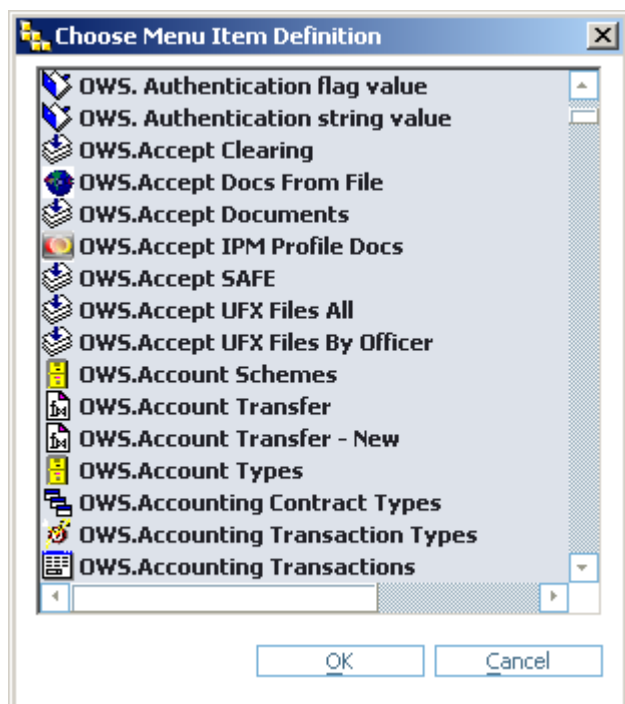 Choose Menu Item Definition
OWS. Authentication flag value
OWS. Authentication string value
OWS.Accept Clearing
OWS.Accept Docs From File
OWS.Accept Documents
OWS.Accept IPM Profile Docs
OWS.Accept SAFE
OWS.Accept UFX Files All
OWS.Accept UFX Files By Officer
OWS.Account Schemes
OWS.Account Transfer
OWS.Account Transfer - New
OWS.Account Types
OWS.Accounting Contract Types
OWS.Accounting Transaction Types
OWS.Accounting Transactions
OK Cancel